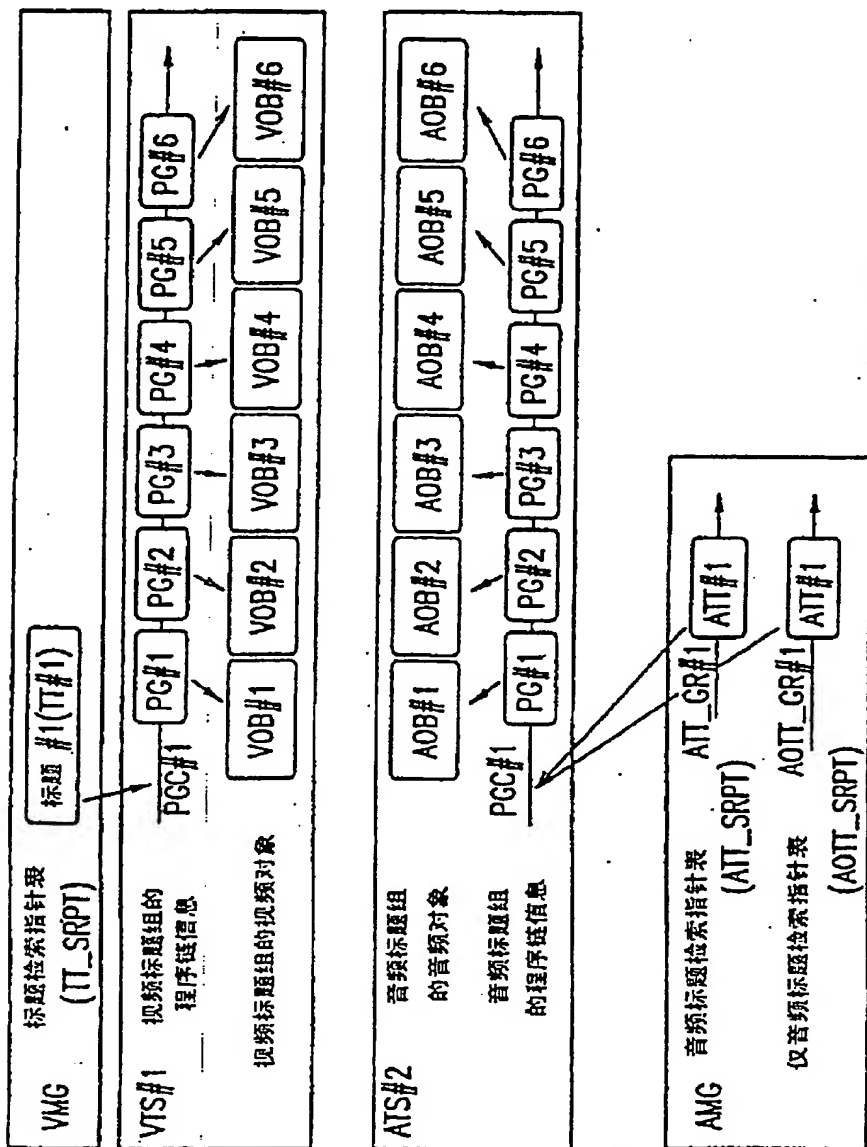 VMG
标题检索指针表
(TT_SRPT)
标题 #1(TT#1)
VTS#1
视频标题组的
程序链信息
PGC#1
PG#1
PG#2
PG#3
PG#4
PG#5
PG#6
视频标题组的视频对象
VOB#1
VOB#2
VOB#3
VOB#4
VOB#5
VOB#6
ATS#2
音频标题组
的音频对象
AOB#1
AOB#2
AOB#3
AOB#4
AOB#5
AOB#6
音频标题组
的程序链信息
PGC#1
PG#1
PG#2
PG#3
PG#4
PG#5
PG#6
AMG
音频标题检索指针表
(ATT_SRPT)
ATT_GR#1
ATT#1
仅音频标题检索指针表
(AOTT_SRPT)
AOTT_GR#1
ATT#1